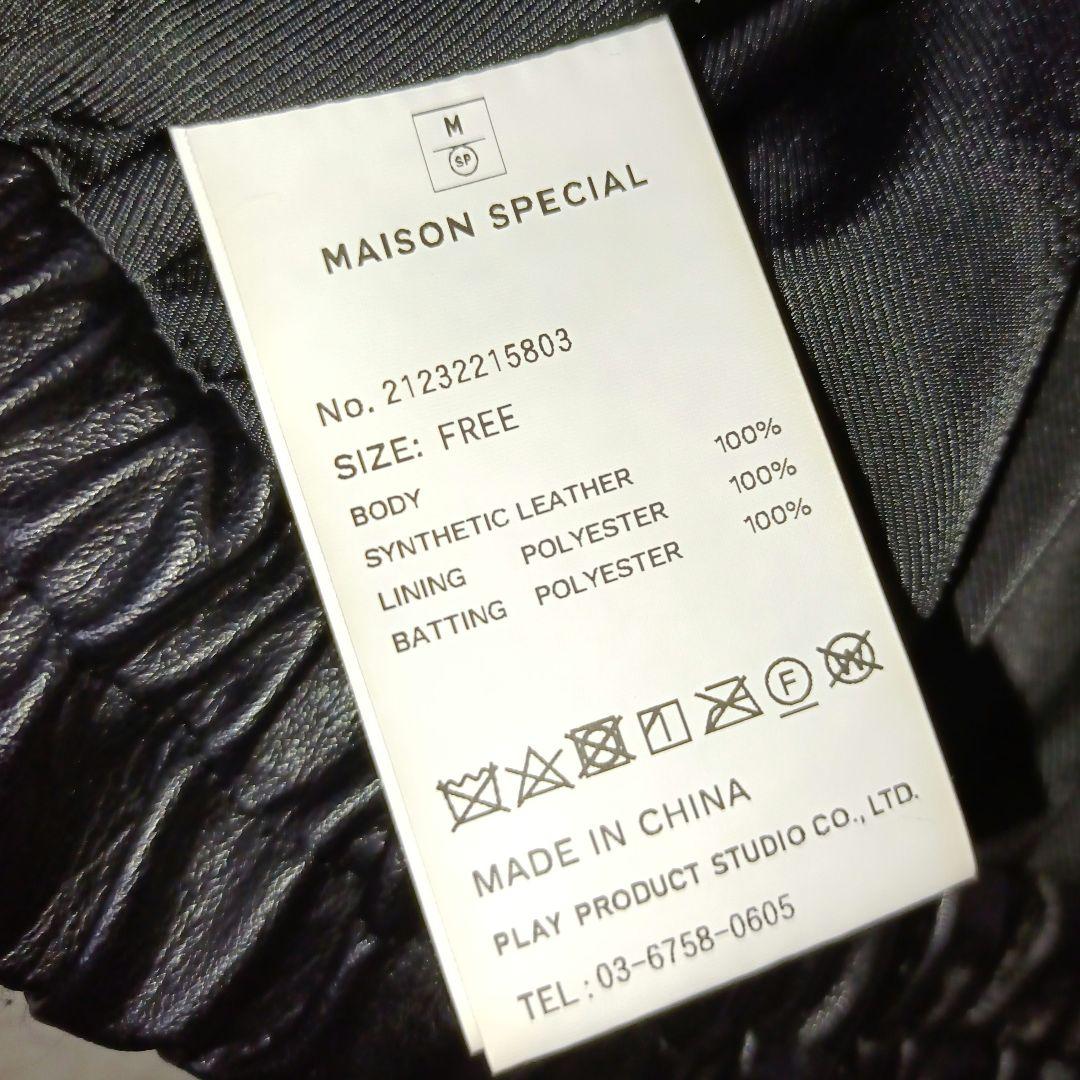 M
SP
MAISON SPECIAL
No. 21232215803
SIZE: FREE
BODY
SYNTHETIC LEATHER 100%
LINING POLYESTER 100%
BATTING POLYESTER 100%
F
W
MADE IN CHINA
PLAY PRODUCT STUDIO CO., LTD.
TEL : 03-6758-0605